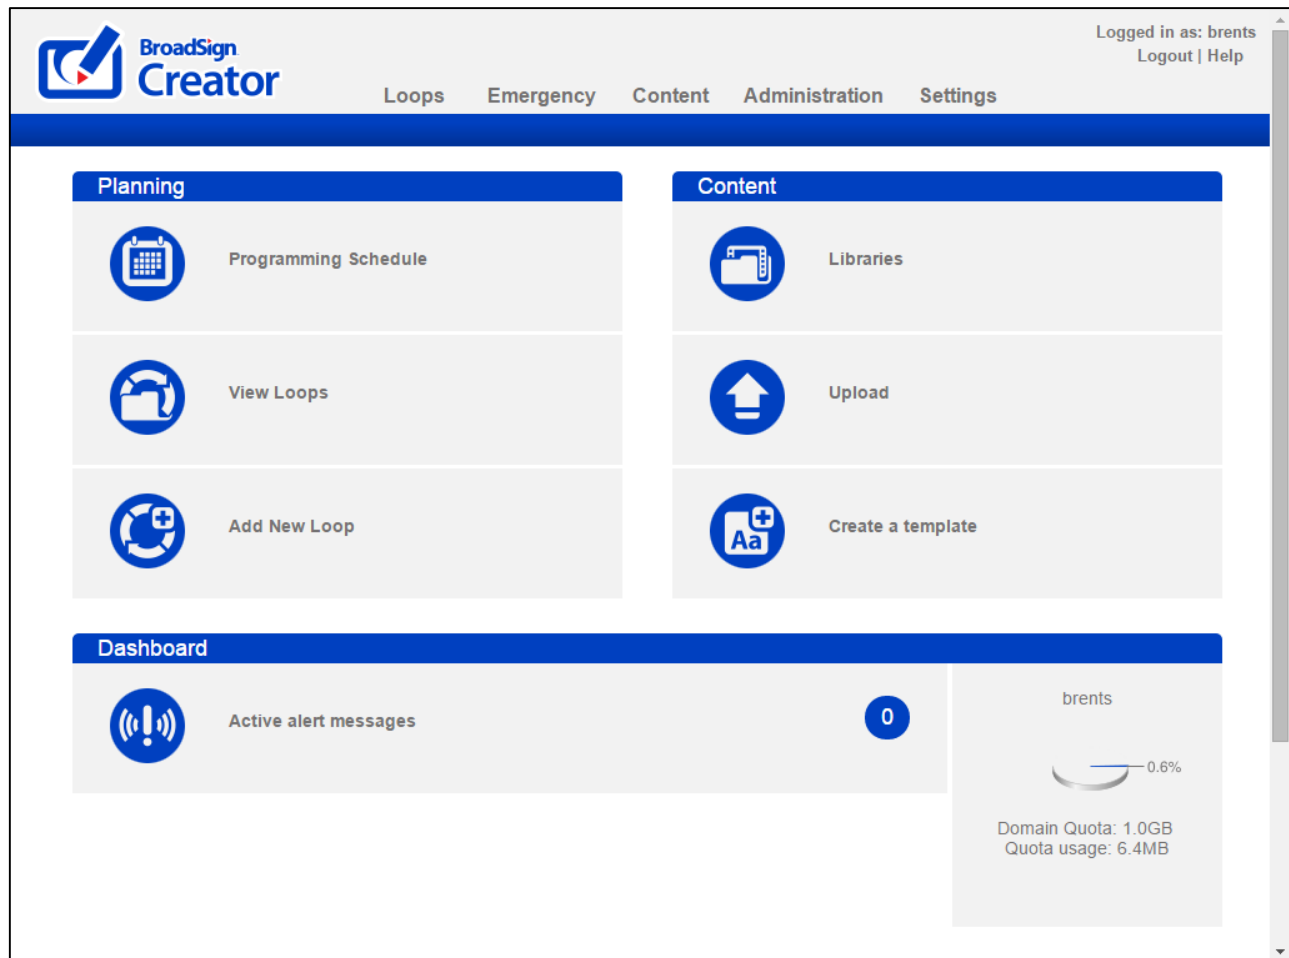 Logged in as: brents
Logout | Help
BroadSign
Creator
Loops Emergency Content Administration Settings
Planning
Programming Schedule
View Loops
Add New Loop
Content
Libraries
Upload
Aa
Create a template
Dashboard
Active alert messages
0
brents
0.6%
Domain Quota: 1.0GB
Quota usage: 6.4MB